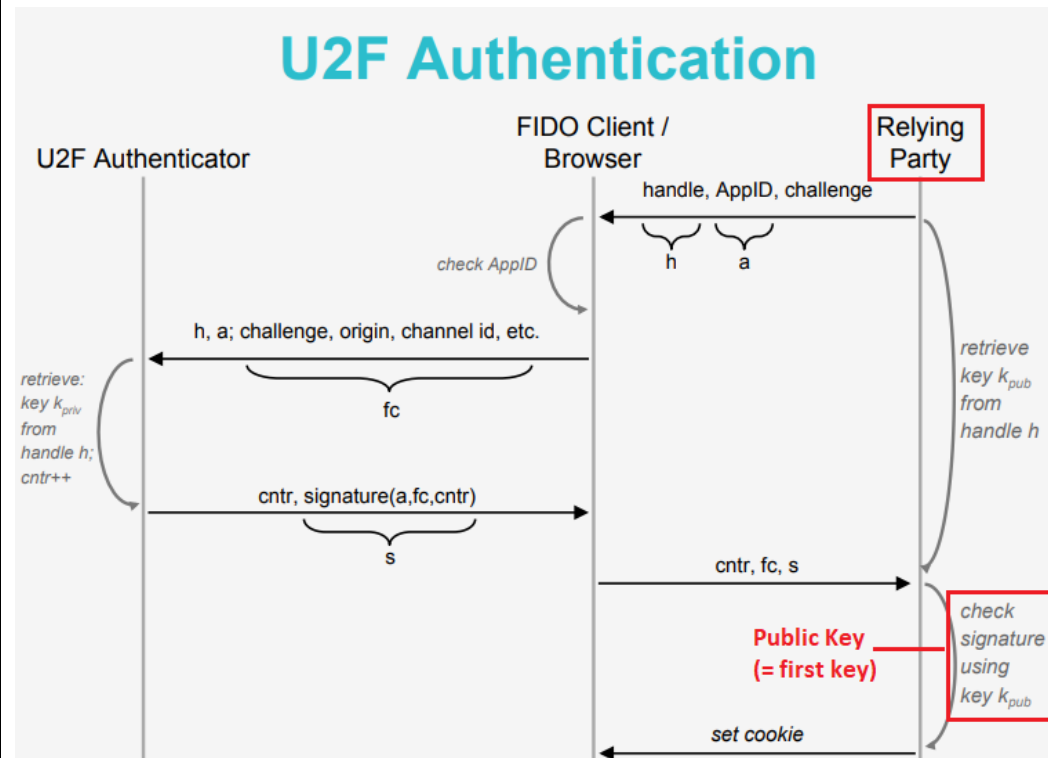 U2F Authentication
U2F Authenticator
FIDO Client /
Browser
Relying
Party
handle, AppID, challenge
h
a
check AppID
h, a; challenge, origin, channel id, etc.
fc
retrieve:
key kpriv
from
handle h;
cntr++
retrieve
key kpub
from
handle h
cntr, signature(a,fc,cntr)
s
cntr, fc, s
Public Key
(= first key)
check
signature
using
key kpub
set cookie